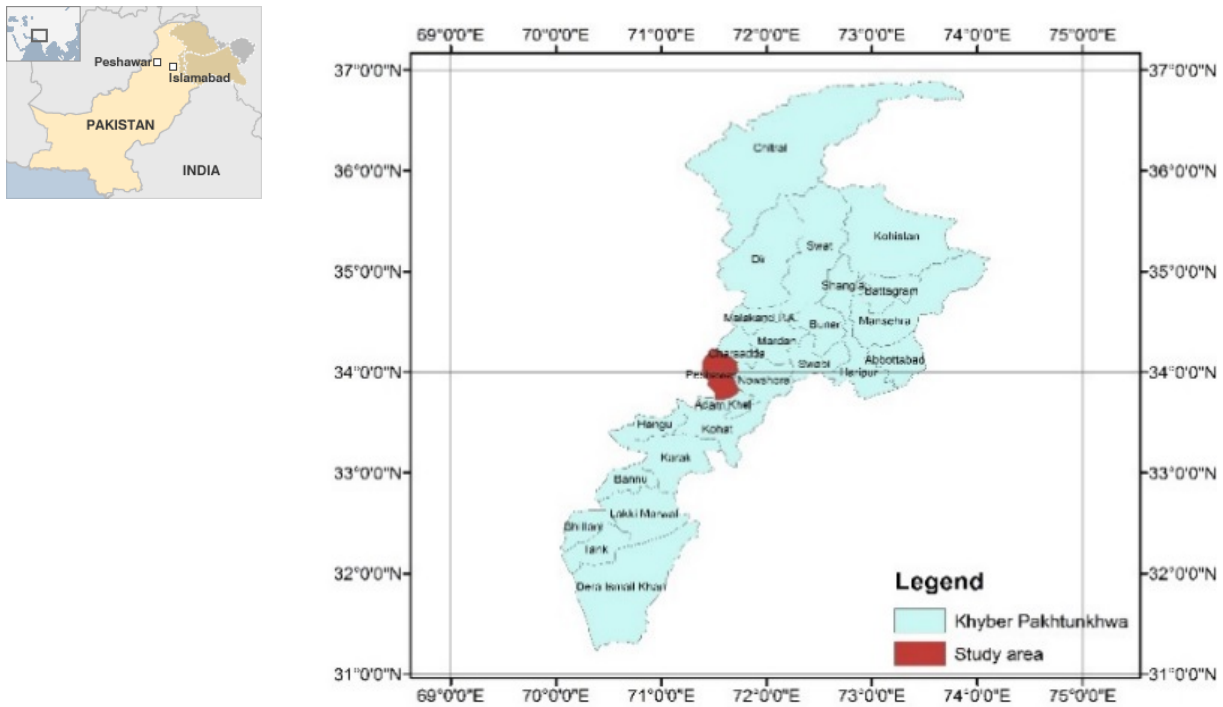 Peshawar
Islamabad
PAKISTAN
INDIA
69°0'0"E 70°0'0"E 71°0'0"E 72°0'0"E 73°0'0"E 74°0'0"E 75°0'0"E
37°0'0"N 37°0'0"N
Chitral
36°0'0"N 36°0'0"N
Kohistan
Swat
Dir
35°0'0"N 35°0'0"N
Shangla
Battagram
Malakand P.A.
Buner
Mansehra
Mardan
Charsadda
Swabi
Abbottabad
34°0'0"N 34°0'0"N
Peshawar
Nowshera
Haripur
Adam Khel
Hangu
Kohat
Karak
33°0'0"N 33°0'0"N
Bannu
Lakki Marwat
Bhittani
Tank
32°0'0"N 32°0'0"N
Dera Ismail Khan
Legend
Khyber Pakhtunkhwa
Study area
31°0'0"N 31°0'0"N
69°0'0"E 70°0'0"E 71°0'0"E 72°0'0"E 73°0'0"E 74°0'0"E 75°0'0"E